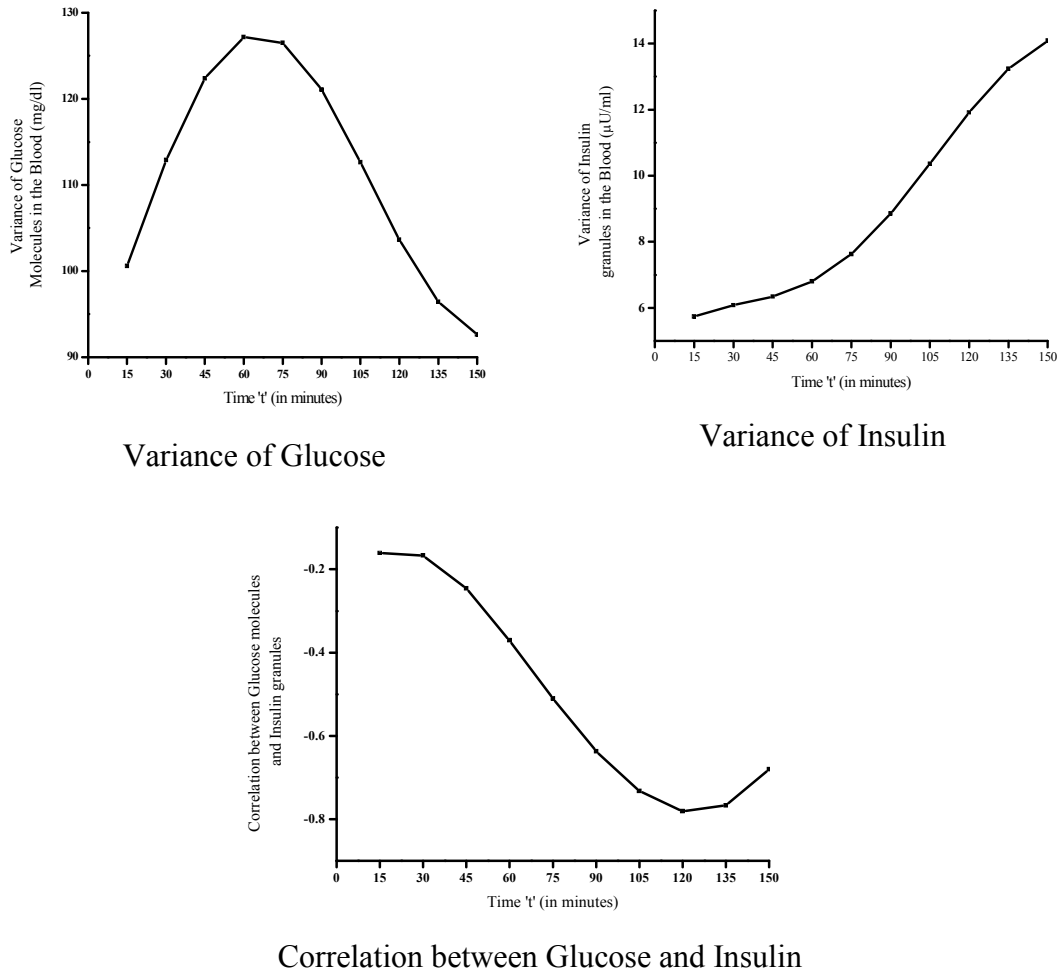 130
120
110
100
90
Variance of Glucose
Molecules in the Blood (mg/dl)
0 15 30 45 60 75 90 105 120 135 150
Time 't' (in minutes)
Variance of Glucose
14
12
10
8
6
Variance of Insulin
granules in the Blood (µU/ml)
0 15 30 45 60 75 90 105 120 135 150
Time 't' (in minutes)
Variance of Insulin
-0.2
-0.4
-0.6
-0.8
Correlation between Glucose molecules
and Insulin granules
0 15 30 45 60 75 90 105 120 135 150
Time 't' (in minutes)
Correlation between Glucose and Insulin